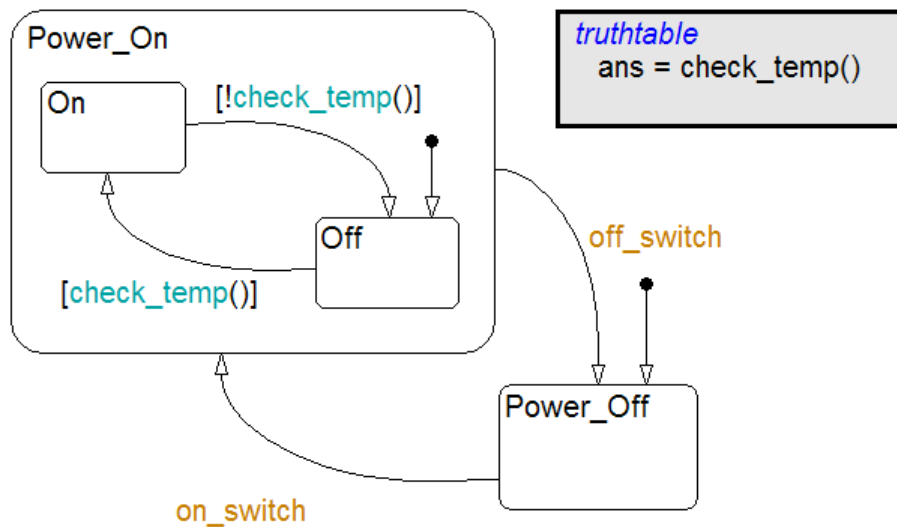 Power_On
On
[!check_temp()]
Off
[check_temp()]
truthtable
ans = check_temp()
off_switch
Power_Off
on_switch